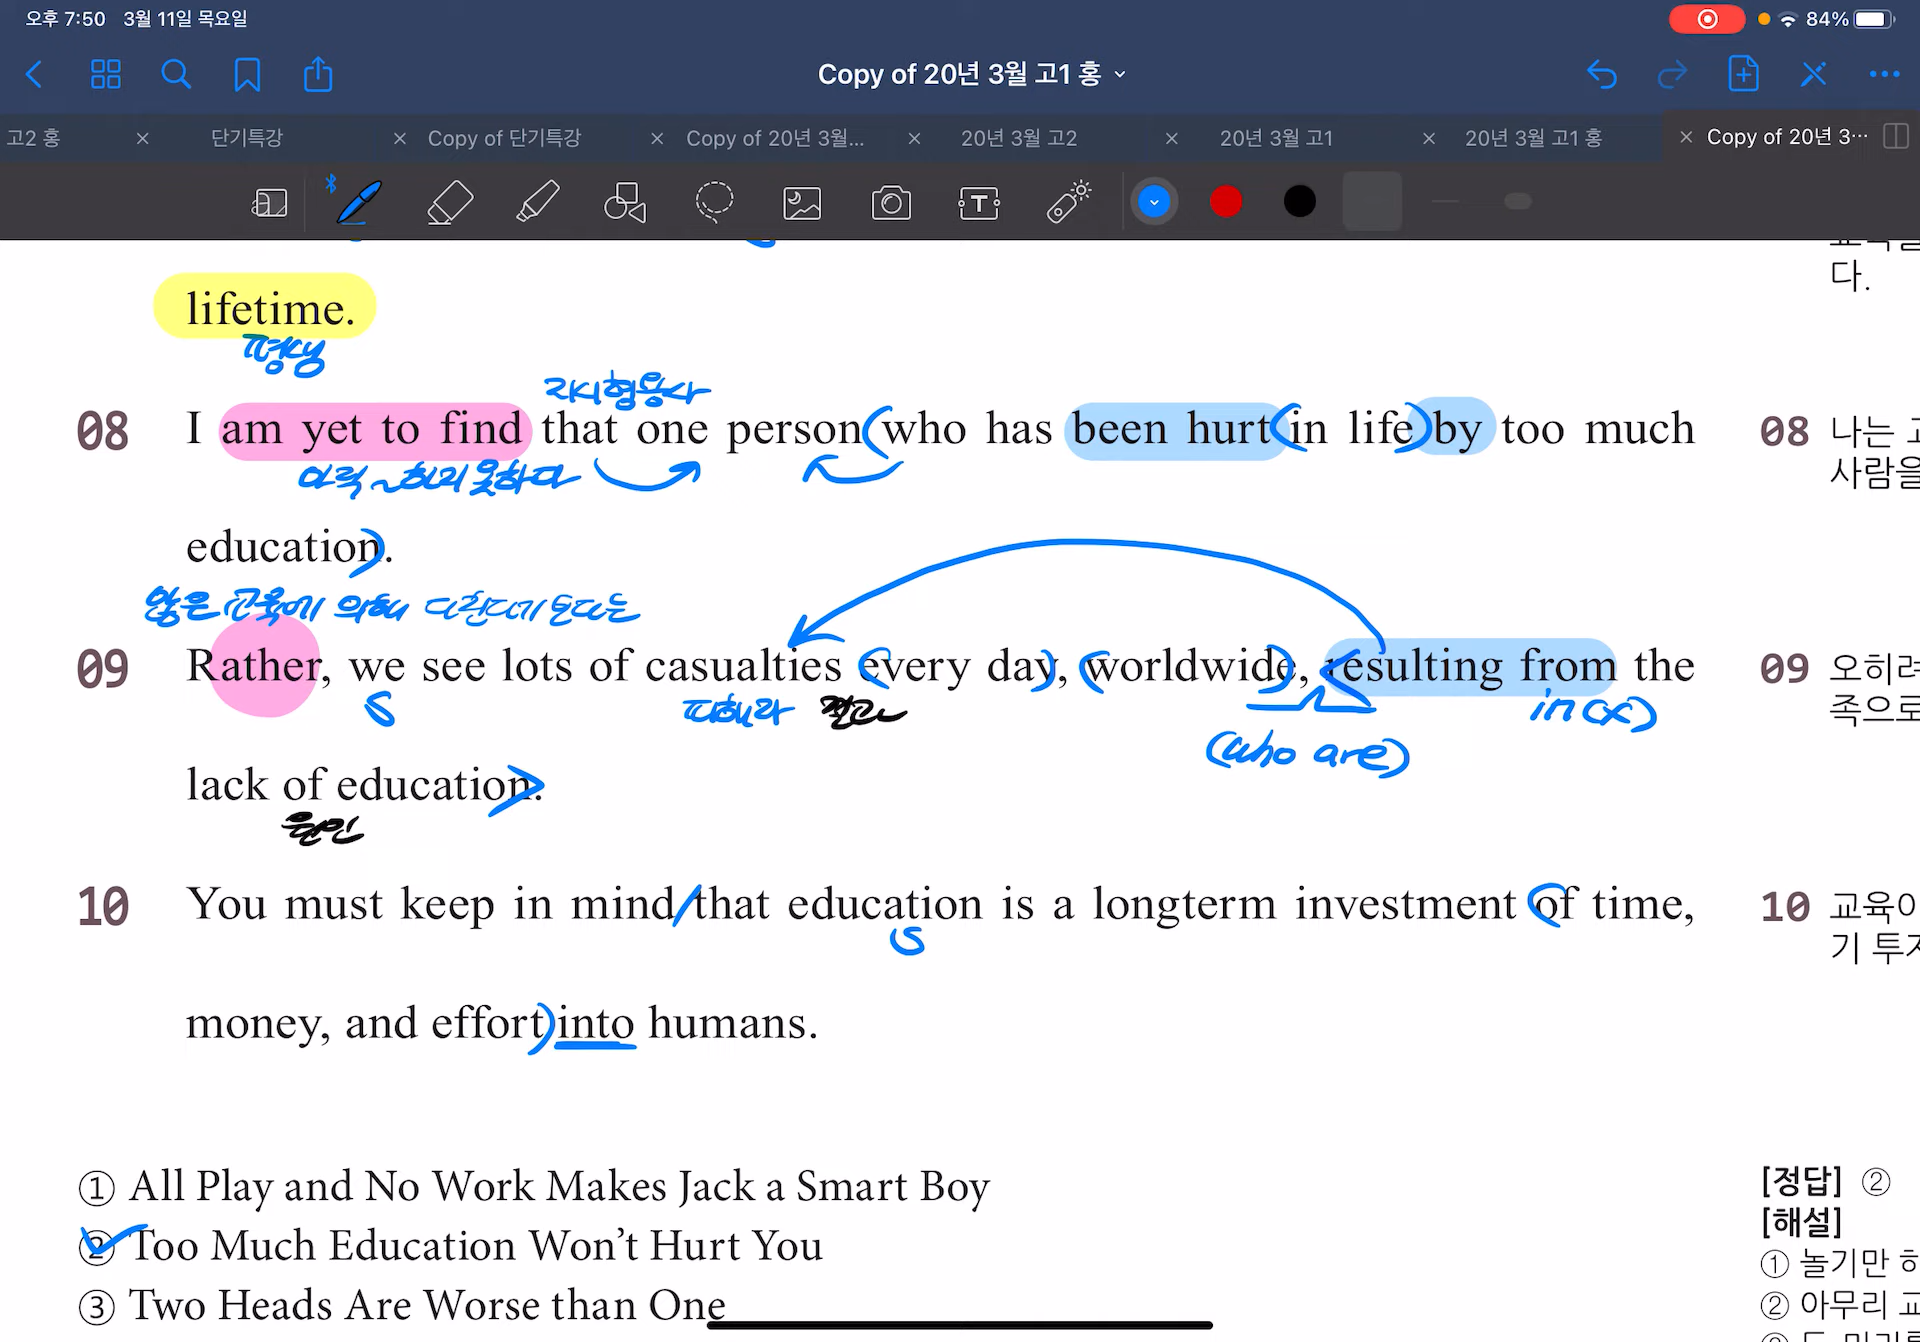 오후 7:50 3월 11일 목요일 84%
Copy of 20년 3월 고1 홍
고2 홍 단기특강 Copy of 단기특강 Copy of 20년 3월... 20년 3월 고2 20년 3월 고1 20년 3월 고1 홍 Copy of 20년 3...
다.
lifetime.
평생
지시형용사
08 I am yet to find that one person who has been hurt in life by too much
08 나는 고
사람을
아직 ~하지 못하다
education.
많은 교육에 의해
09 Rather, we see lots of casualties every day, worldwide, resulting from the
09 오히려
족으로
S 피해자 결과 in(x)
(who are)
lack of education.
원인
10 You must keep in mind that education is a longterm investment of time,
10 교육이
기 투자
S
money, and effort into humans.
① All Play and No Work Makes Jack a Smart Boy
② Too Much Education Won't Hurt You
③ Two Heads Are Worse than One
[정답] ②
[해설]
① 놀기만 하
② 아무리 교